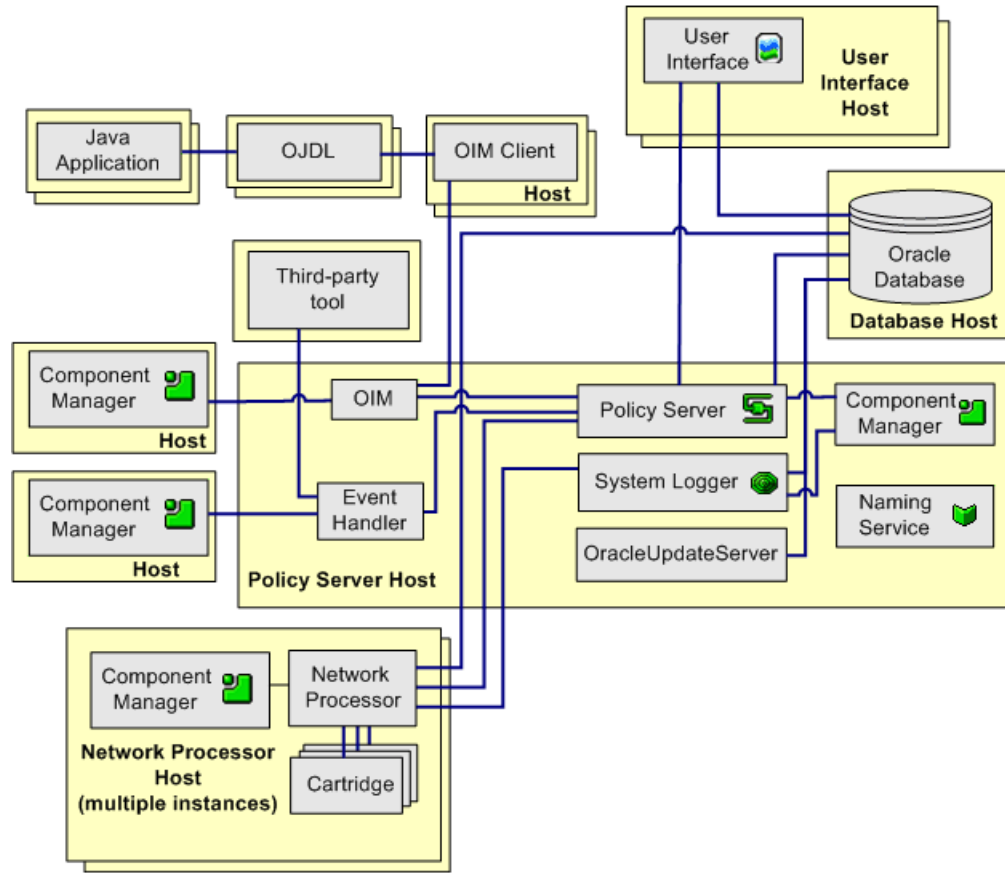 User
Interface
User
Interface
Host
Java
Application
OJDL
OIM Client
Host
Third-party
tool
Oracle
Database
Database Host
Component
Manager
Host
OIM
Policy Server
Component
Manager
Component
Manager
Host
Event
Handler
System Logger
Naming
Service
OracleUpdateServer
Policy Server Host
Component
Manager
Network
Processor
Network Processor
Host
(multiple instances)
Cartridge